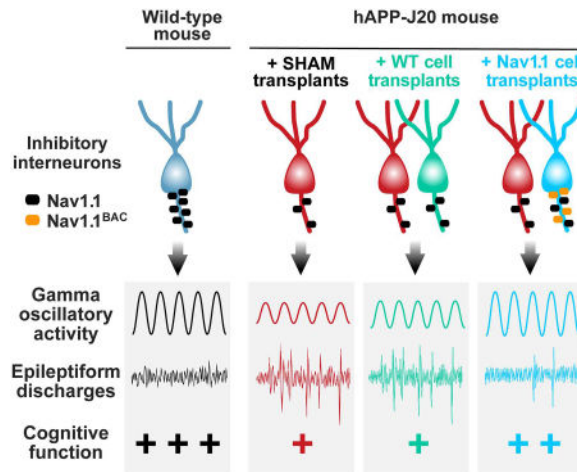 Wild-type
mouse
hAPP-J20 mouse
+ SHAM
transplants
+ WT cell
transplants
+ Nav1.1 cell
transplants
Inhibitory
interneurons
Nav1.1
Nav1.1BAC
Gamma
oscillatory
activity
Epileptiform
discharges
Cognitive
function
+ + +
+
+
+ +